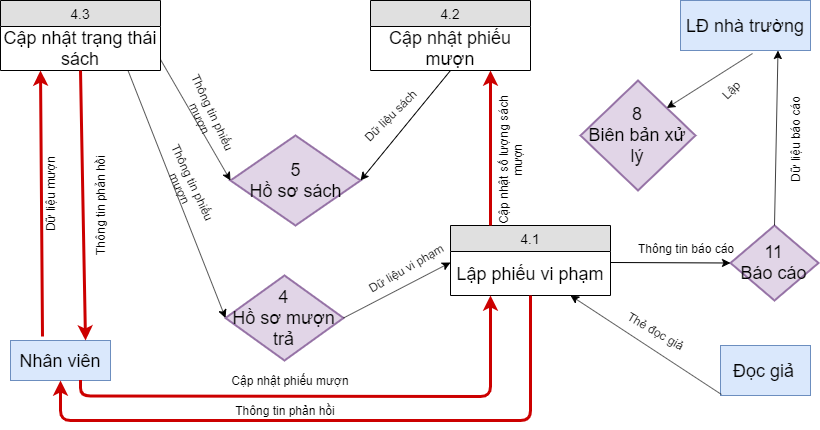 4.3
Cập nhật trạng thái
sách
4.2
Cập nhật phiếu
mượn
LĐ nhà trường
Lập
8
Biên bản xử
lý
Thông tin phiếu
mượn
Dữ liệu sách
Cập nhật số lượng sách
mượn
Dữ liệu báo cáo
Dữ liệu mượn
Thông tin phản hồi
Thông tin phiếu
mượn
5
Hồ sơ sách
4.1
Lập phiếu vi phạm
Thông tin báo cáo
11
Báo cáo
Dữ liệu vi phạm
4
Hồ sơ mượn
trả
Thẻ đọc giả
Nhân viên
Đọc giả
Cập nhật phiếu mượn
Thông tin phản hồi